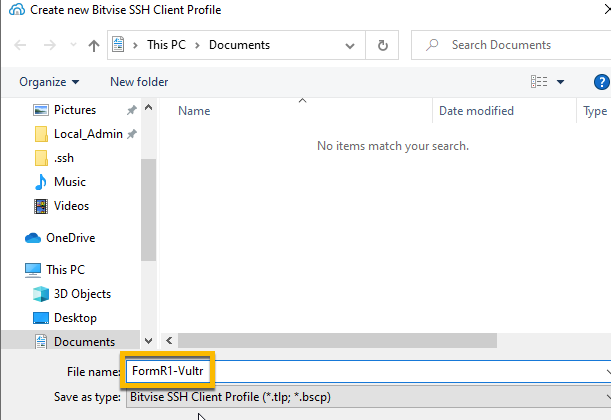 Create new Bitvise SSH Client Profile
This PC > Documents
Search Documents
Organize
New folder
?
Name
Date modified
Type
Pictures
Local_Admin
.ssh
Music
Videos
OneDrive
This PC
3D Objects
Desktop
Documents
No items match your search.
File name: FormR1-Vultr
Save as type: Bitvise SSH Client Profile (*.tlp; *.bscp)